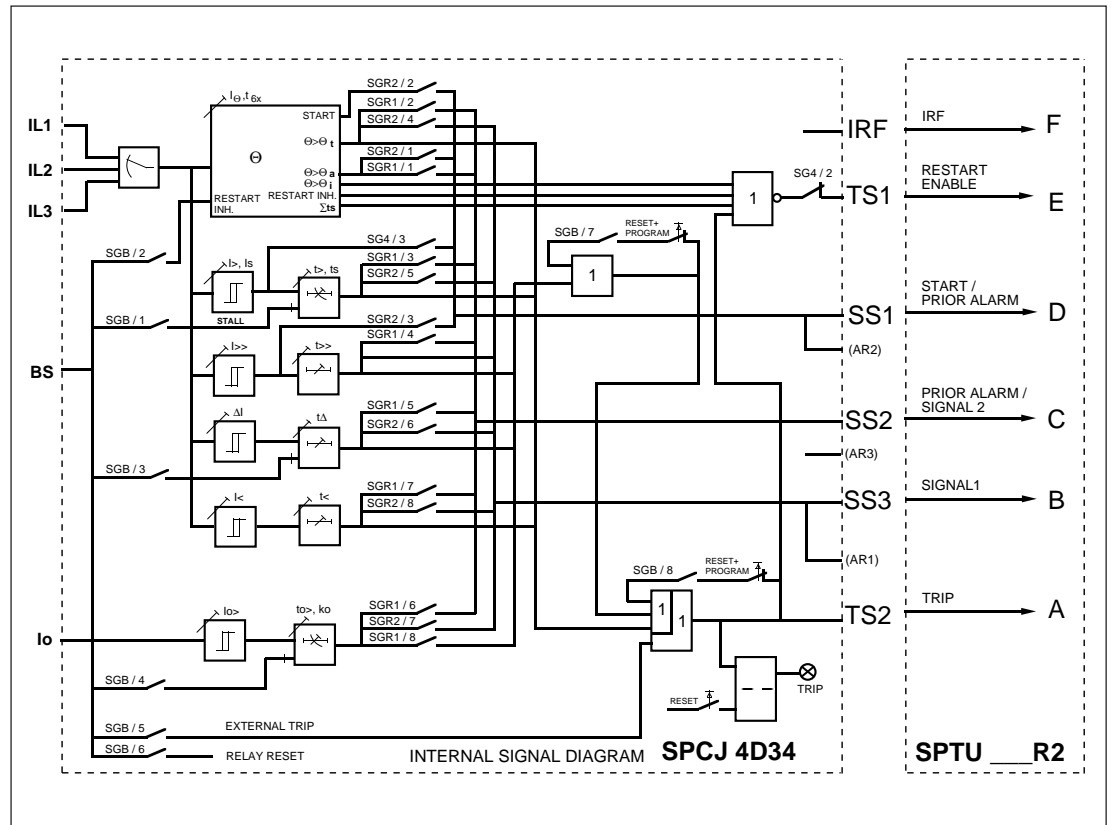 IL1
IL2
IL3
BS
Io
IΘ,t6x
START
Θ
Θ>Θt
Θ>Θa
Θ>Θi
RESTART INH.
RESTART INH.
Σts
SGR2 / 2
SGR1 / 2
SGR2 / 4
SGR2 / 1
SGR1 / 1
SGB / 2
I>, Is
STALL
t>, ts
SG4 / 3
SGR1 / 3
SGR2 / 5
SGB / 1
I>>
t>>
SGR2 / 3
SGR1 / 4
ΔI
tΔ
SGR1 / 5
SGR2 / 6
SGB / 3
I<
t<
SGR1 / 7
SGR2 / 8
Io>
to>, ko
SGR1 / 6
SGR2 / 7
SGR1 / 8
SGB / 4
SGB / 5
EXTERNAL TRIP
SGB / 6
RELAY RESET
SGB / 7
RESET+
PROGRAM
1
1
SG4 / 2
SGB / 8
RESET+
PROGRAM
1
1
RESET
TRIP
IRF
TS1
SS1
(AR2)
SS2
(AR3)
SS3
(AR1)
TS2
IRF
F
RESTART
ENABLE
E
START /
PRIOR ALARM
D
PRIOR ALARM /
SIGNAL 2
C
SIGNAL1
B
TRIP
A
INTERNAL SIGNAL DIAGRAM SPCJ 4D34
SPTU ___R2